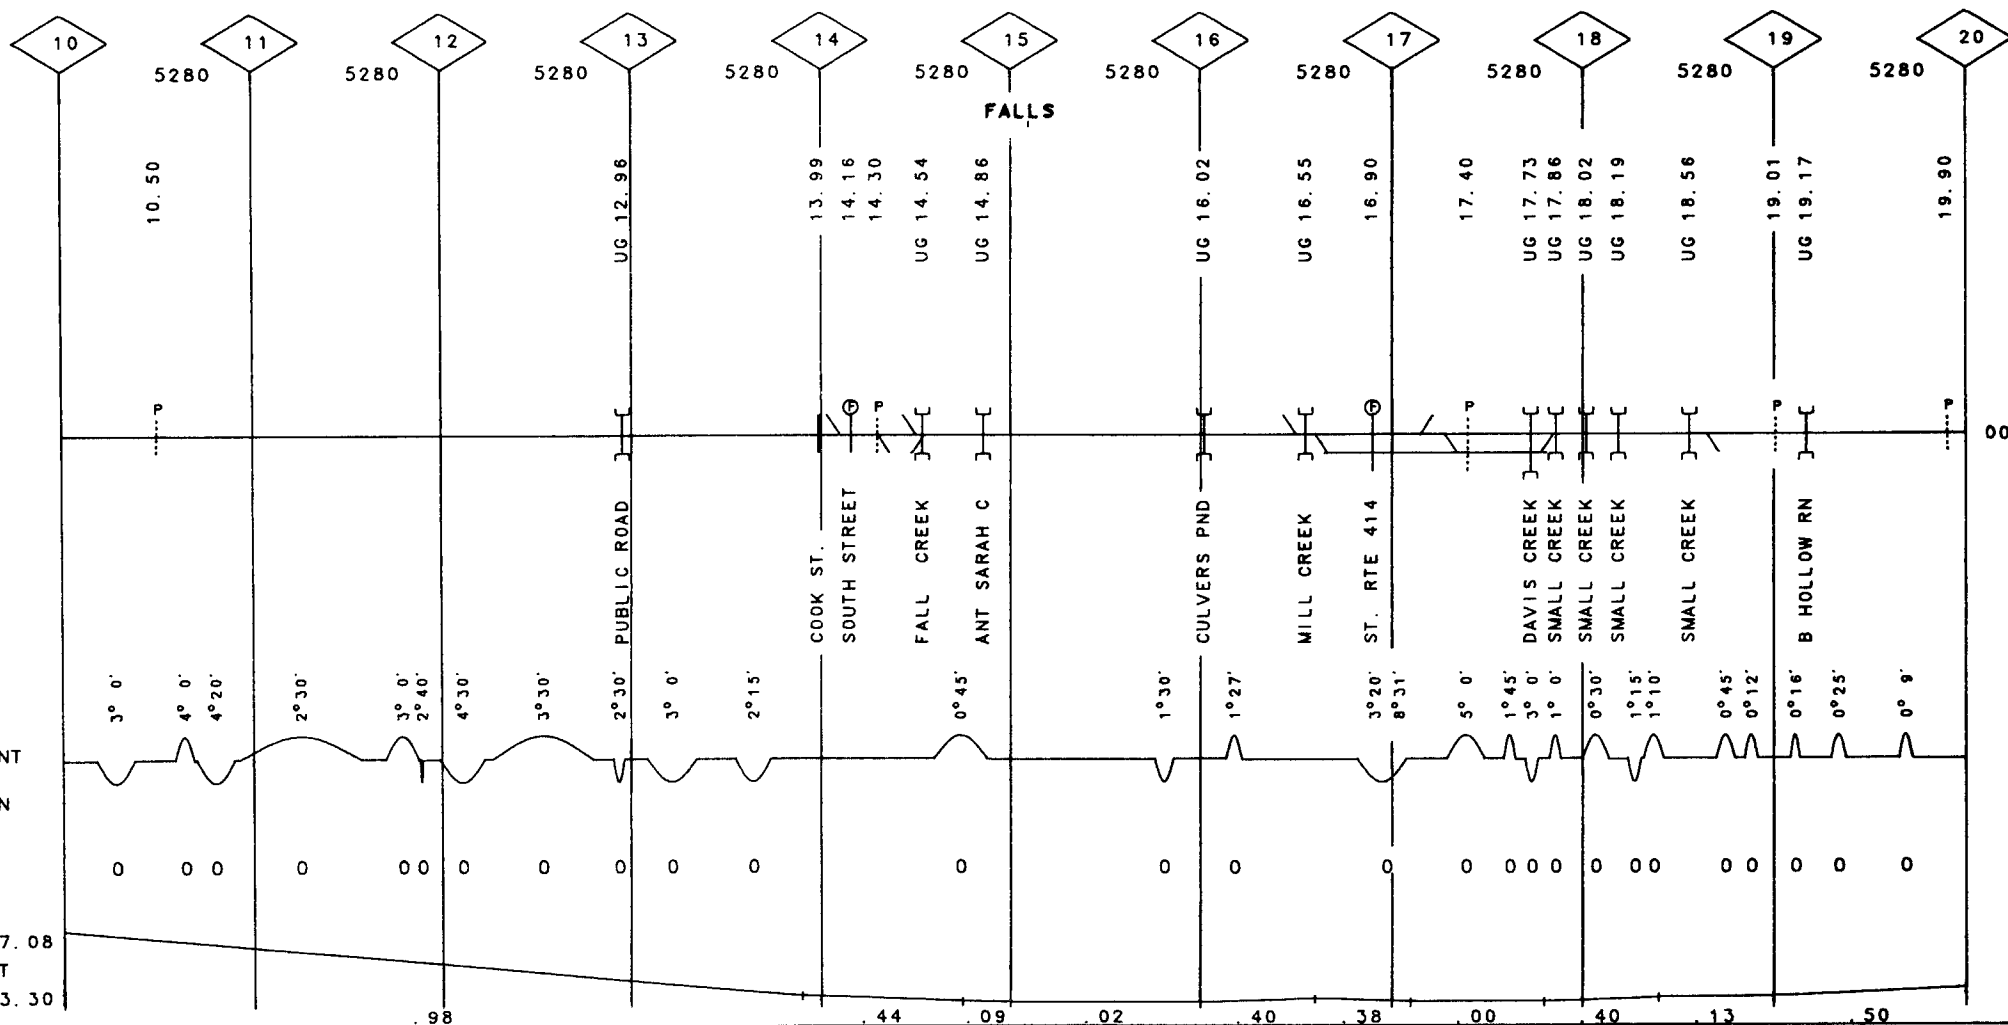 10 11 12 13 14 15 16 17 18 19 20
5280 5280 5280 5280 5280 5280 5280 5280 5280 5280
FALLS
10.50
UG 12.96
13.99
14.16
14.30
UG 14.54
UG 14.86
UG 16.02
UG 16.55
16.90
17.40
UG 17.73
UG 17.86
UG 18.02
UG 18.19
UG 18.56
19.01
UG 19.17
19.90
P F P F P P P
00
PUBLIC ROAD
COOK ST.
SOUTH STREET
FALL CREEK
ANT SARAH C
CULVERS PND
MILL CREEK
ST. RTE 414
DAVIS CREEK
SMALL CREEK
SMALL CREEK
SMALL CREEK
SMALL CREEK
B HOLLOW RN
3° 0'
4° 0'
4°20'
2°30'
3° 0'
2°40'
4°30'
3°30'
2°30'
3° 0'
2°15'
0°45'
1°30'
1°27'
3°20'
8°31'
5° 0'
1°45'
3° 0'
1° 0'
0°30'
1°15'
1°10'
0°45'
0°12'
0°16'
0°25'
0° 9'
NT
N
0 0 0 0 0 0 0 0 0 0 0 0 0 0 0 0 0 0 0 0 0 0 0 0 0 0 0
7.08
T
3.30
.98 .44 .09 .02 .40 .38 .00 .40 .13 .50